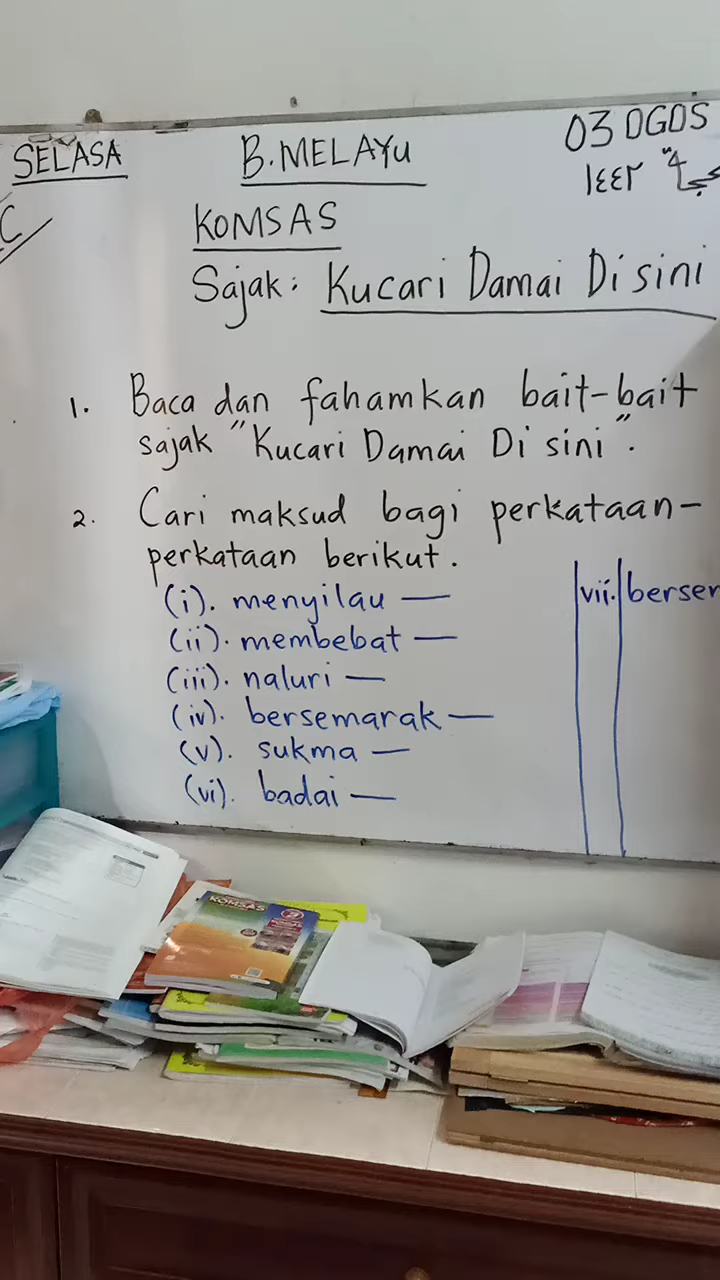 SELASA
B. MELAYU
03 OGOS
١٤٤٢
C
KOMSAS
Sajak: Kucari Damai Di sini
1. Baca dan fahamkan bait-bait
sajak "Kucari Damai Di sini".
2. Cari maksud bagi perkataan-
perkataan berikut.
(i). menyilau —
(ii). membebat —
(iii). naluri —
(iv). bersemarak —
(v). sukma —
(vi). badai —
vii. berser
KOMSAS